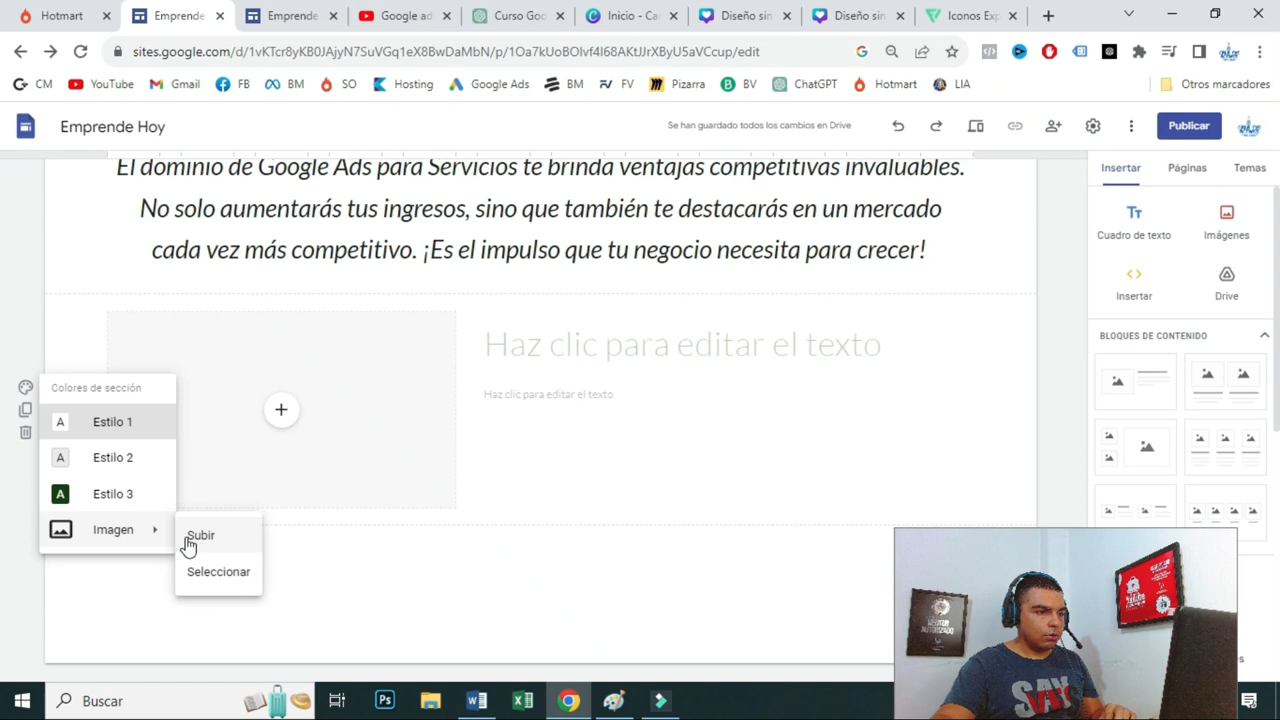 Hotmart
Emprende
Emprende
Google ad
Curso Goo
Inicio - Car
Diseño sin
Diseño sin
Iconos Exp
sites.google.com/d/1vKTcr8yKB0JAjyN7SuVGq1eX8BwDaMbN/p/1Oa7kUoBOlvf4I68AKtJJrXByU5aVCcup/edit
CM
YouTube
Gmail
FB
BM
SO
Hosting
Google Ads
BM
FV
Pizarra
BV
ChatGPT
Hotmart
LIA
Otros marcadores
Emprende Hoy
Se han guardado todos los cambios en Drive
Publicar
El dominio de Google Ads para Servicios te brinda ventajas competitivas invaluables.
No solo aumentarás tus ingresos, sino que también te destacarás en un mercado
cada vez más competitivo. ¡Es el impulso que tu negocio necesita para crecer!
Haz clic para editar el texto
Haz clic para editar el texto
Colores de sección
A Estilo 1
A Estilo 2
A Estilo 3
Imagen
Subir
Seleccionar
Insertar
Páginas
Temas
Cuadro de texto
Imágenes
Insertar
Drive
BLOQUES DE CONTENIDO
MENTOR
AUTORIZADO
SAY
Buscar